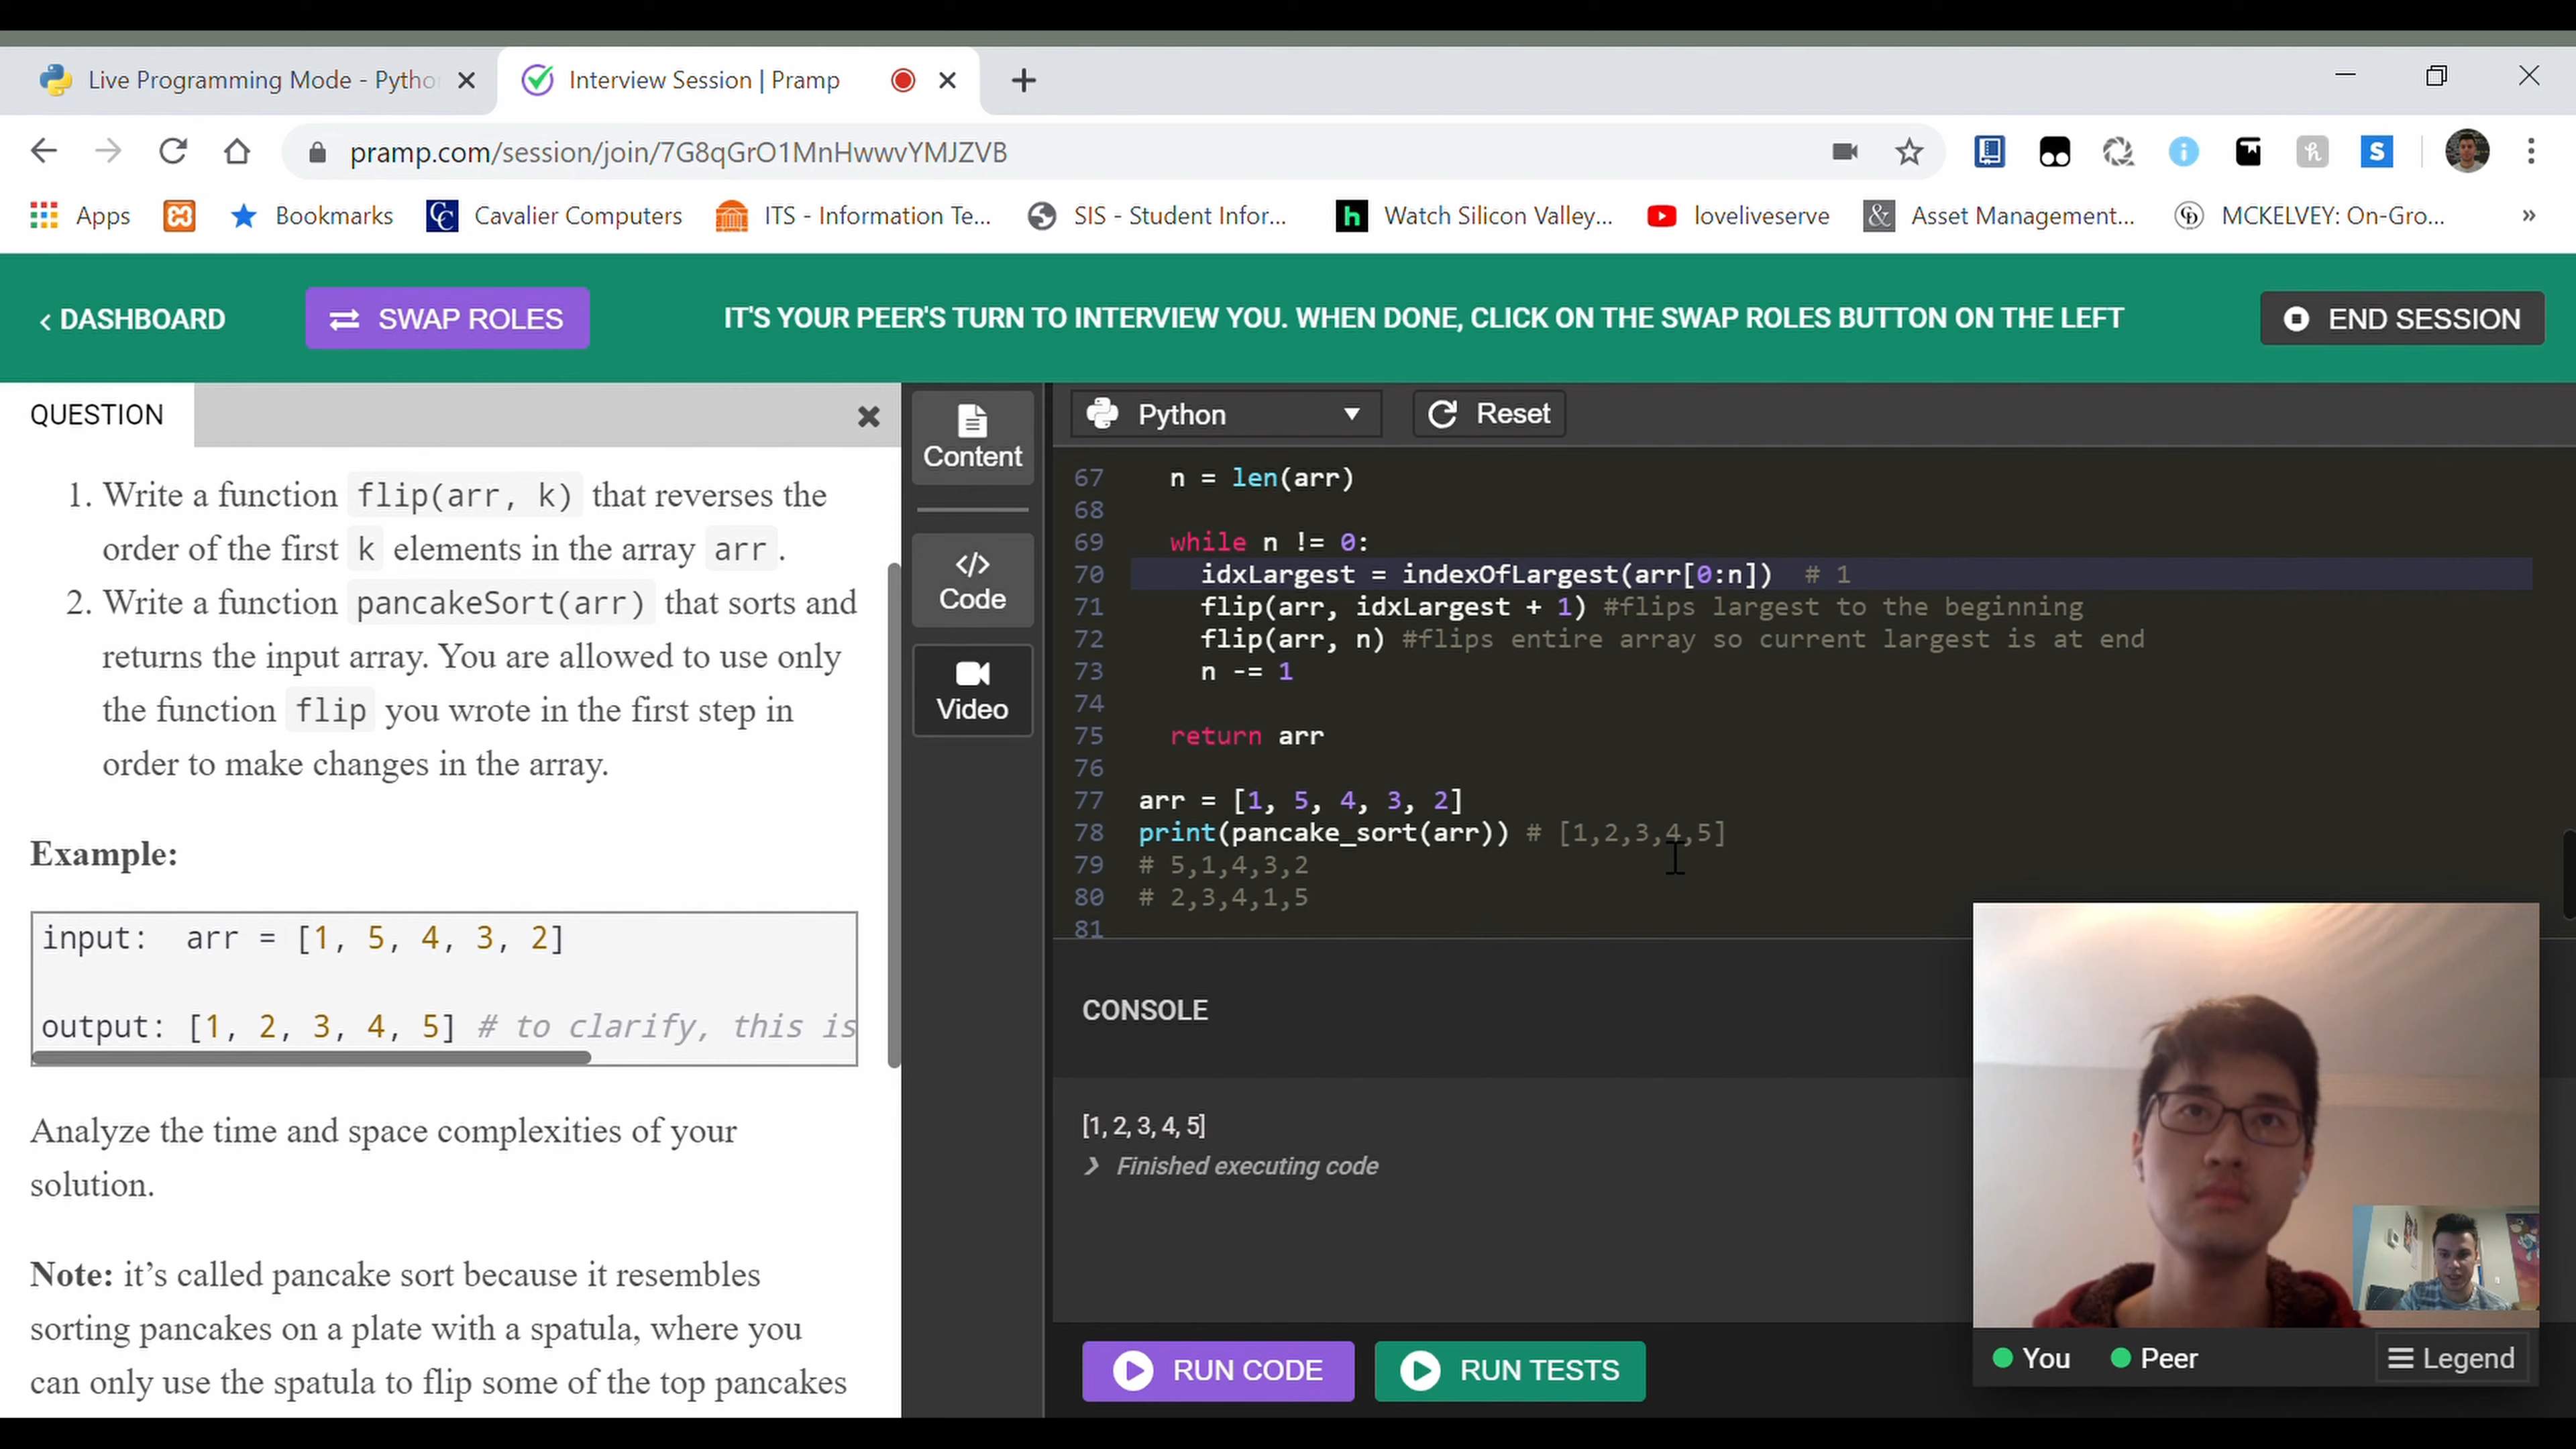 Live Programming Mode - Pytho
Interview Session | Pramp
pramp.com/session/join/7G8qGrO1MnHwwvYMJZVB
Apps
Bookmarks
Cavalier Computers
ITS - Information Te...
SIS - Student Infor...
Watch Silicon Valley...
loveliveserve
Asset Management...
MCKELVEY: On-Gro...
»
‹ DASHBOARD
SWAP ROLES
IT'S YOUR PEER'S TURN TO INTERVIEW YOU. WHEN DONE, CLICK ON THE SWAP ROLES BUTTON ON THE LEFT
END SESSION
QUESTION
1. Write a function flip(arr, k) that reverses the
order of the first k elements in the array arr .
2. Write a function pancakeSort(arr) that sorts and
returns the input array. You are allowed to use only
the function flip you wrote in the first step in
order to make changes in the array.
Example:
input:  arr = [1, 5, 4, 3, 2]
output: [1, 2, 3, 4, 5] # to clarify, this is
Analyze the time and space complexities of your
solution.
Note: it's called pancake sort because it resembles
sorting pancakes on a plate with a spatula, where you
can only use the spatula to flip some of the top pancakes
Content
Code
Video
Python
Reset
67 n = len(arr)
68
69 while n != 0:
70 idxLargest = indexOfLargest(arr[0:n])  # 1
71 flip(arr, idxLargest + 1) #flips largest to the beginning
72 flip(arr, n) #flips entire array so current largest is at end
73 n -= 1
74
75 return arr
76
77 arr = [1, 5, 4, 3, 2]
78 print(pancake_sort(arr)) # [1,2,3,4,5]
79 # 5,1,4,3,2
80 # 2,3,4,1,5
81
CONSOLE
[1, 2, 3, 4, 5]
Finished executing code
RUN CODE
RUN TESTS
You
Peer
Legend